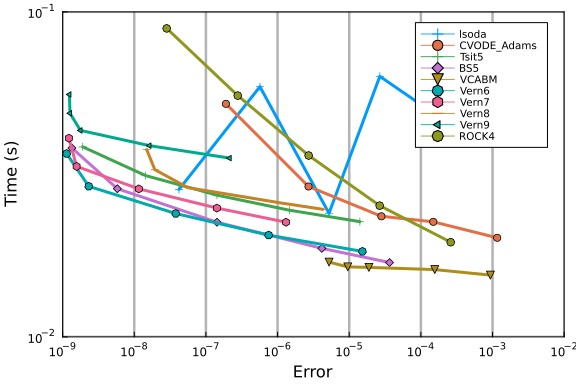 10⁻¹
lsoda
CVODE_Adams
Tsit5
BS5
VCABM
Vern6
Vern7
Vern8
Vern9
ROCK4
Time (s)
10⁻²
10⁻⁹ 10⁻⁸ 10⁻⁷ 10⁻⁶ 10⁻⁵ 10⁻⁴ 10⁻³ 10⁻²
Error